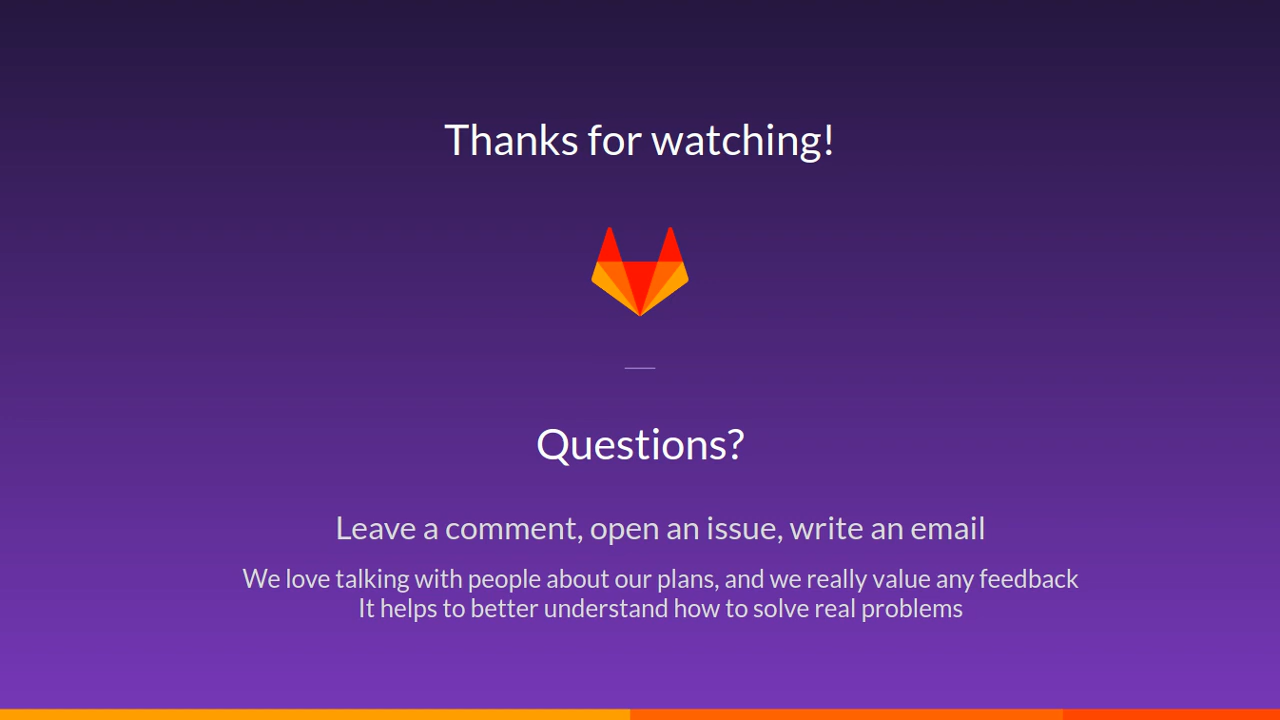 Thanks for watching!
Questions?
Leave a comment, open an issue, write an email
We love talking with people about our plans, and we really value any feedback
It helps to better understand how to solve real problems